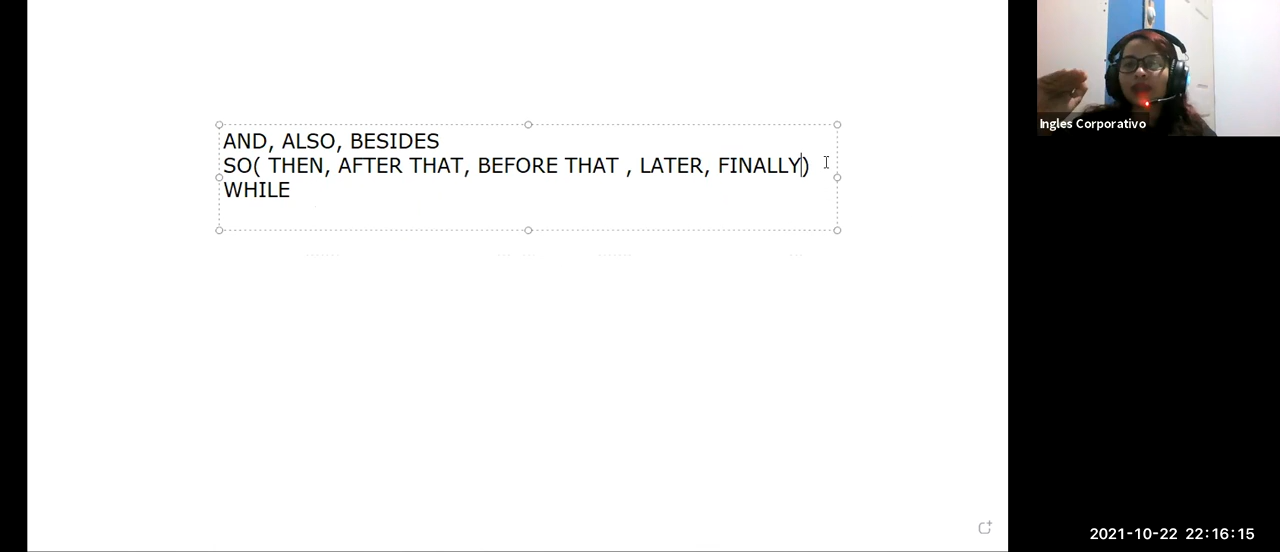 AND, ALSO, BESIDES
SO( THEN, AFTER THAT, BEFORE THAT , LATER, FINALLY)
WHILE
Ingles Corporativo
2021-10-22 22:16:15